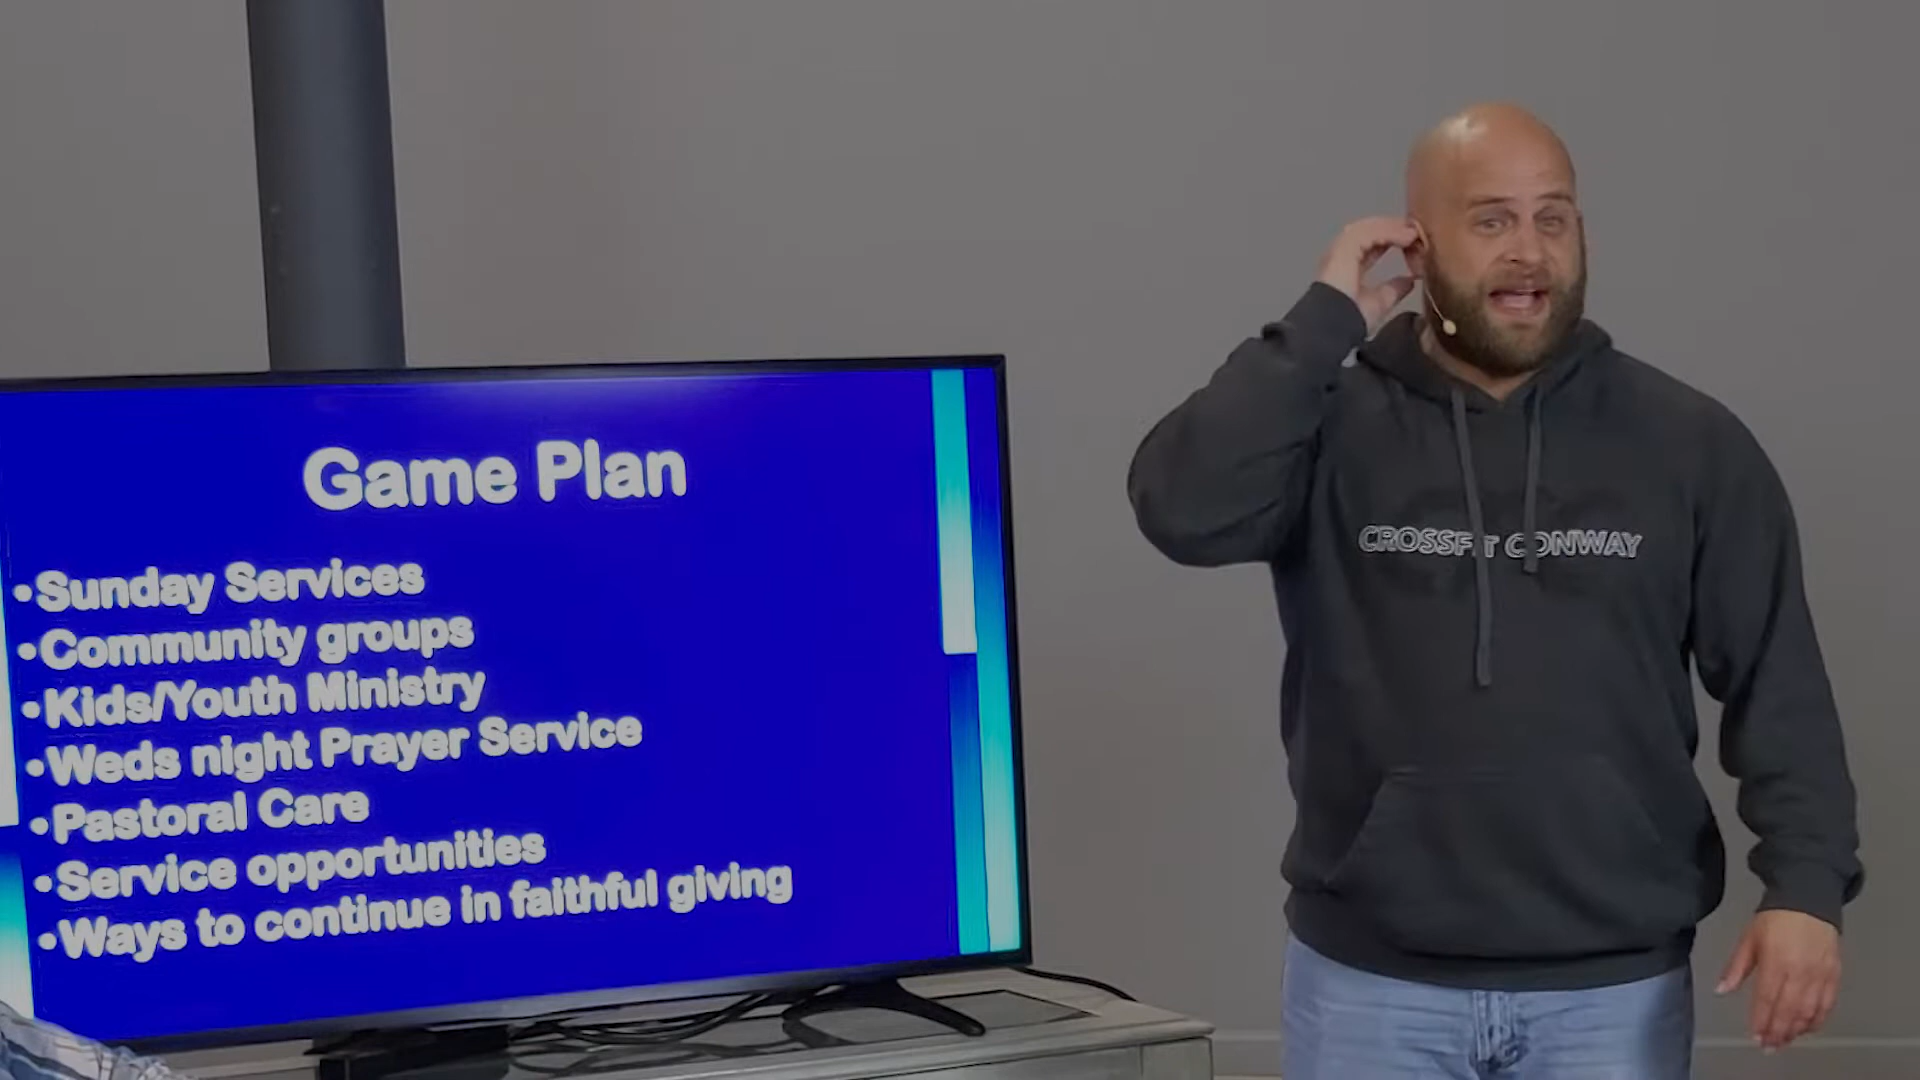 Game Plan
•Sunday Services
•Community groups
•Kids/Youth Ministry
•Weds night Prayer Service
•Pastoral Care
•Service opportunities
•Ways to continue in faithful giving
CROSSFIT CONWAY